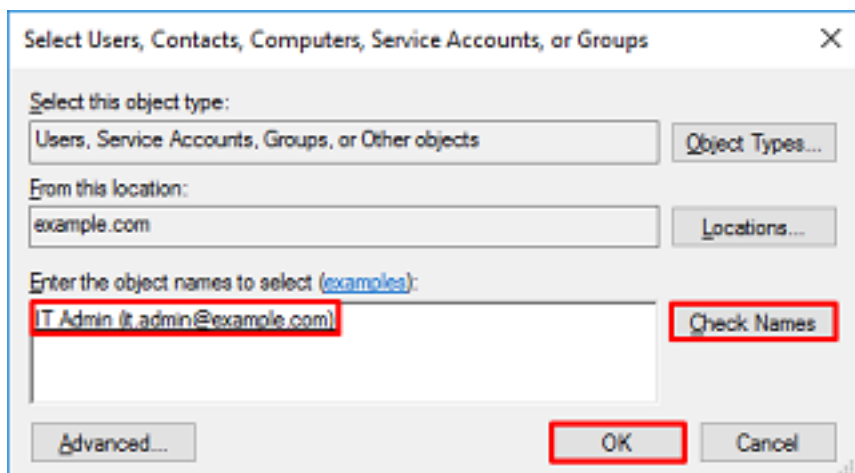 Select Users, Contacts, Computers, Service Accounts, or Groups
Select this object type:
Users, Service Accounts, Groups, or Other objects
Object Types...
From this location:
example.com
Locations...
Enter the object names to select (examples):
IT Admin (it.admin@example.com)
Check Names
Advanced...
OK
Cancel